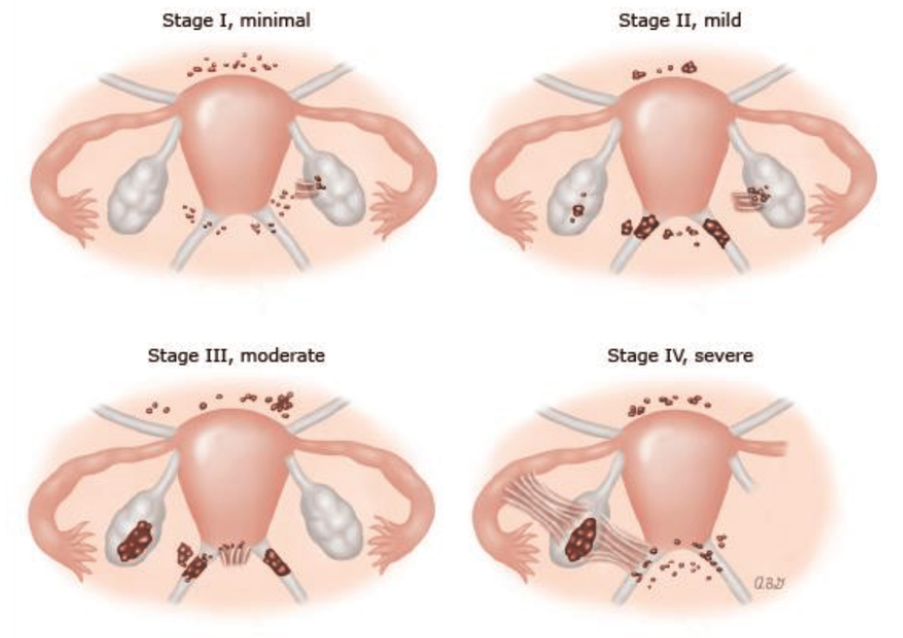 Stage I, minimal
Stage II, mild
Stage III, moderate
Stage IV, severe